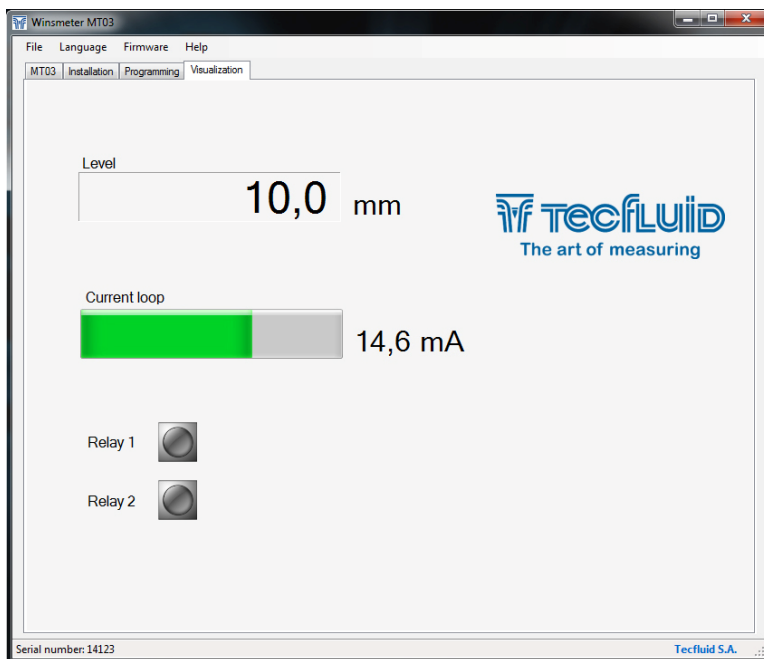 Winsmeter MT03
File Language Firmware Help
MT03 Installation Programming Visualization
Level
10,0 mm
TECFLUID
The art of measuring
Current loop
14,6 mA
Relay 1
Relay 2
Serial number: 14123 Tecfluid S.A.